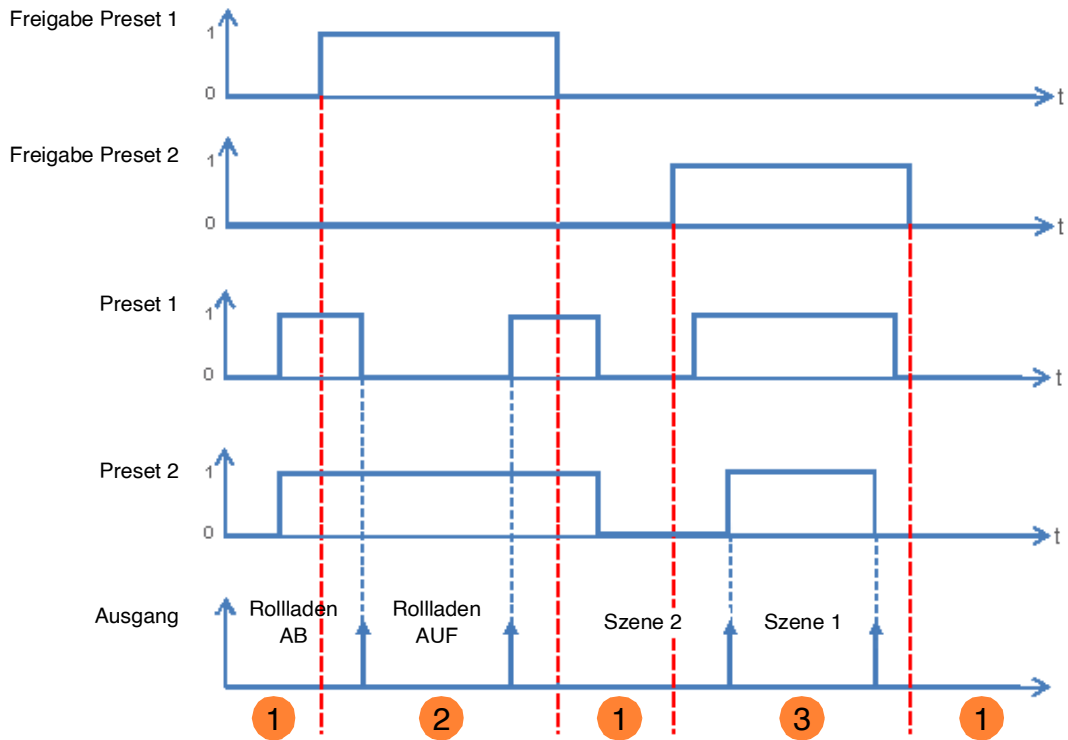 Freigabe Preset 1
1
0
t
Freigabe Preset 2
1
0
t
Preset 1
1
0
t
Preset 2
1
0
t
Ausgang
Rollladen
AB
Rollladen
AUF
Szene 2
Szene 1
1
2
1
3
1